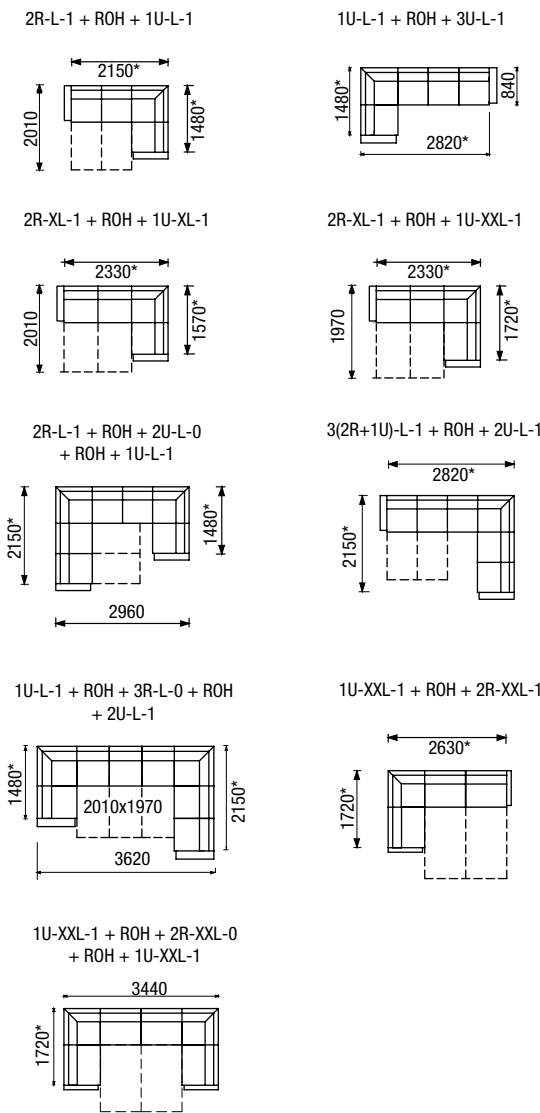 2R-L-1 + ROH + 1U-L-1
2150*
2010
1480*
1U-L-1 + ROH + 3U-L-1
1480*
840
2820*
2R-XL-1 + ROH + 1U-XL-1
2330*
2010
1570*
2R-XL-1 + ROH + 1U-XXL-1
2330*
1970
1720*
2R-L-1 + ROH + 2U-L-0
+ ROH + 1U-L-1
2150*
1480*
2960
3(2R+1U)-L-1 + ROH + 2U-L-1
2820*
2150*
1U-L-1 + ROH + 3R-L-0 + ROH
+ 2U-L-1
1480*
2010x1970
2150*
3620
1U-XXL-1 + ROH + 2R-XXL-1
2630*
1720*
1U-XXL-1 + ROH + 2R-XXL-0
+ ROH + 1U-XXL-1
3440
1720*